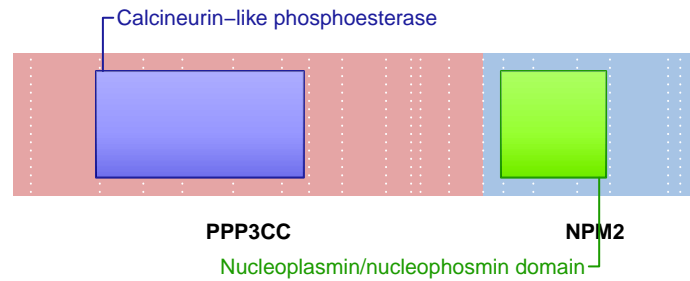 Calcineurin−like phosphoesterase
PPP3CC NPM2
Nucleoplasmin/nucleophosmin domain